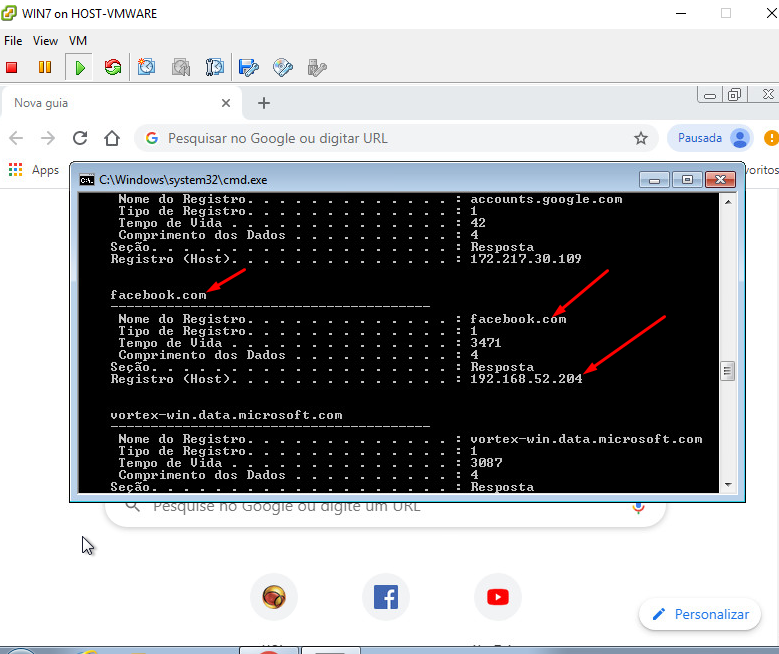 WIN7 on HOST-VMWARE
File View VM
Nova guia
Pesquisar no Google ou digitar URL
Pausada
Apps
voritos
C:\Windows\system32\cmd.exe
C:\.
Nome do Registro. . . . . . . . . . . . . : accounts.google.com
Tipo de Registro. . . . . . . . . . . . . : 1
Tempo de Vida . . . . . . . . . . . . . . : 42
Comprimento dos Dados . . . . . . . . . . : 4
Seção. . . . . . . . . . . . . . . . . . . : Resposta
Registro (Host). . . . . . . . . . . . . . : 172.217.30.109
facebook.com
----------------------------------------
Nome do Registro. . . . . . . . . . . . . : facebook.com
Tipo de Registro. . . . . . . . . . . . . : 1
Tempo de Vida . . . . . . . . . . . . . . : 3471
Comprimento dos Dados . . . . . . . . . . : 4
Seção. . . . . . . . . . . . . . . . . . . : Resposta
Registro (Host). . . . . . . . . . . . . . : 192.168.52.204
vortex-win.data.microsoft.com
----------------------------------------
Nome do Registro. . . . . . . . . . . . . : vortex-win.data.microsoft.com
Tipo de Registro. . . . . . . . . . . . . : 1
Tempo de Vida . . . . . . . . . . . . . . : 3087
Comprimento dos Dados . . . . . . . . . . : 4
Seção. . . . . . . . . . . . . . . . . . . : Resposta
Pesquise no Google ou digite um URL
Personalizar